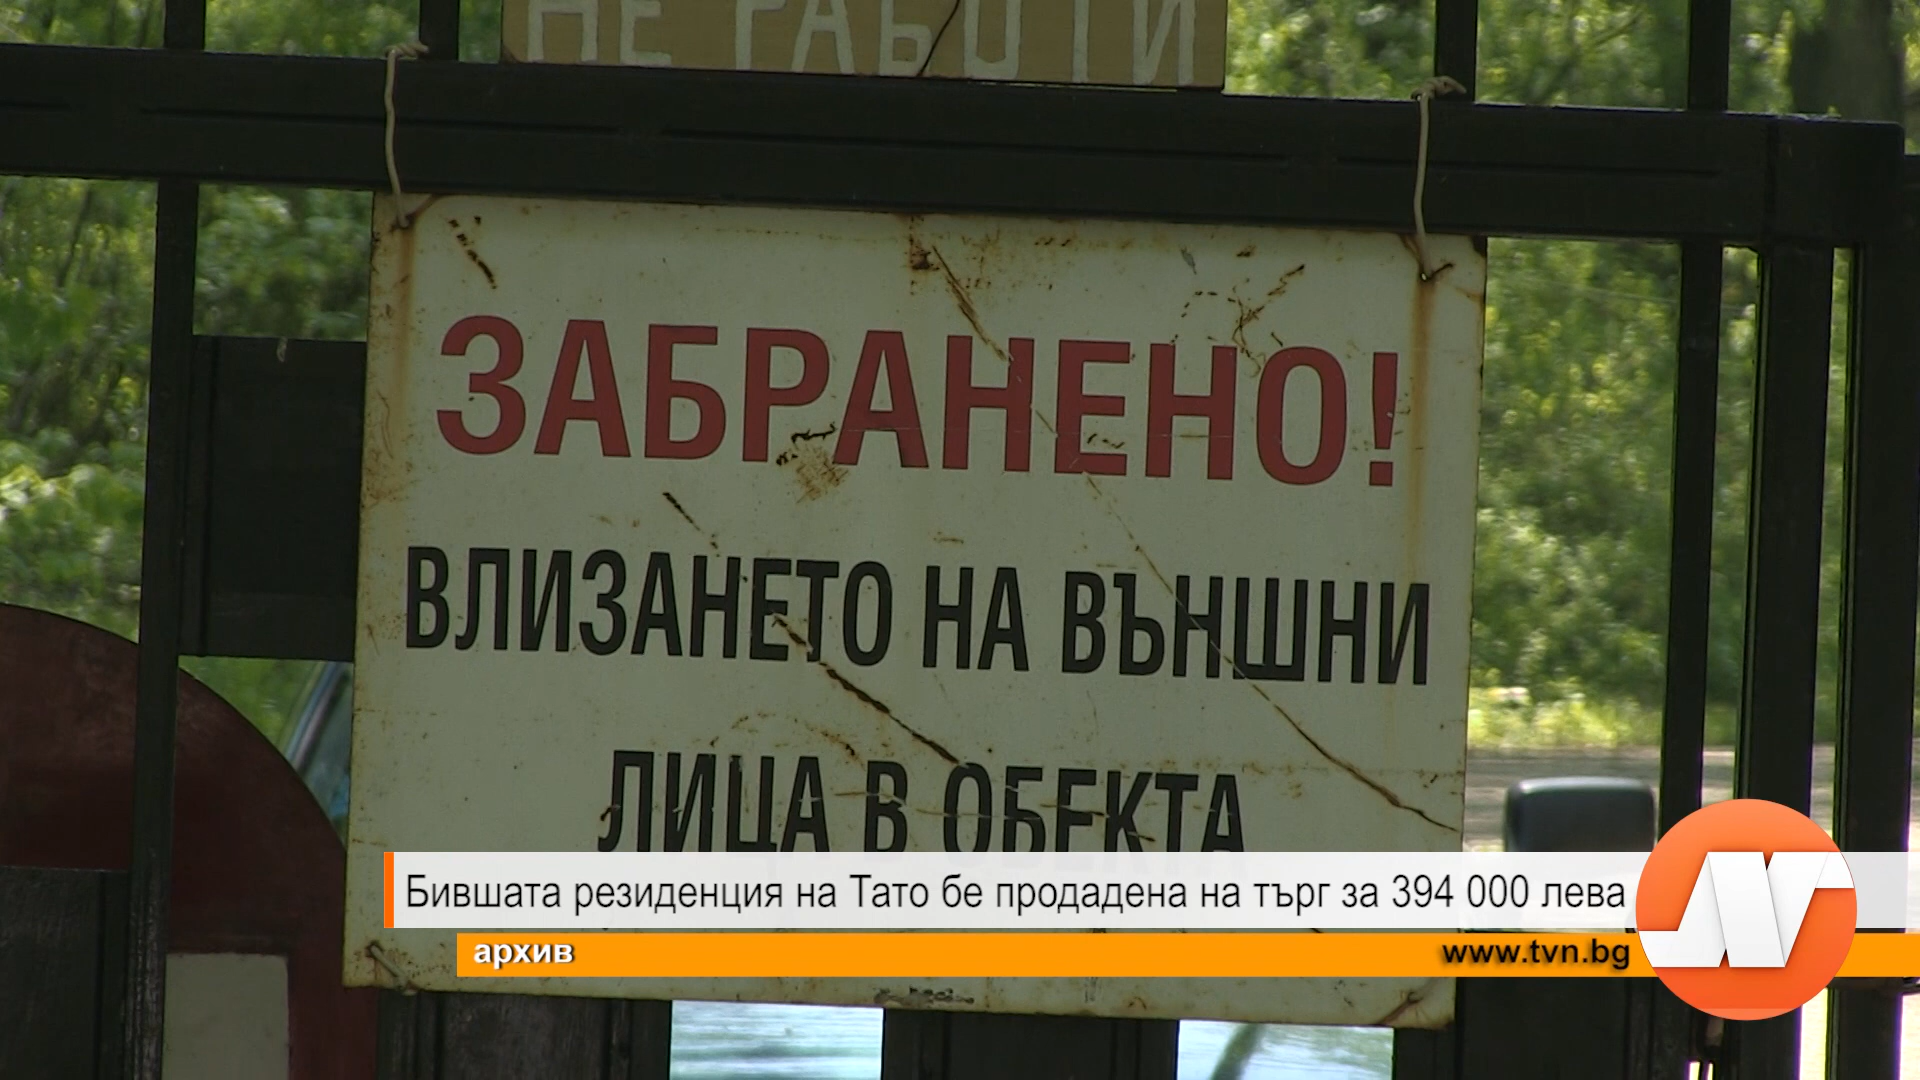 НЕ РАБОТИ
ЗАБРАНЕНО!
ВЛИЗАНЕТО НА ВЪНШНИ
ЛИЦА В ОБЕКТА
Бившата резиденция на Тато бе продадена на търг за 394 000 лева
архив
www.tvn.bg